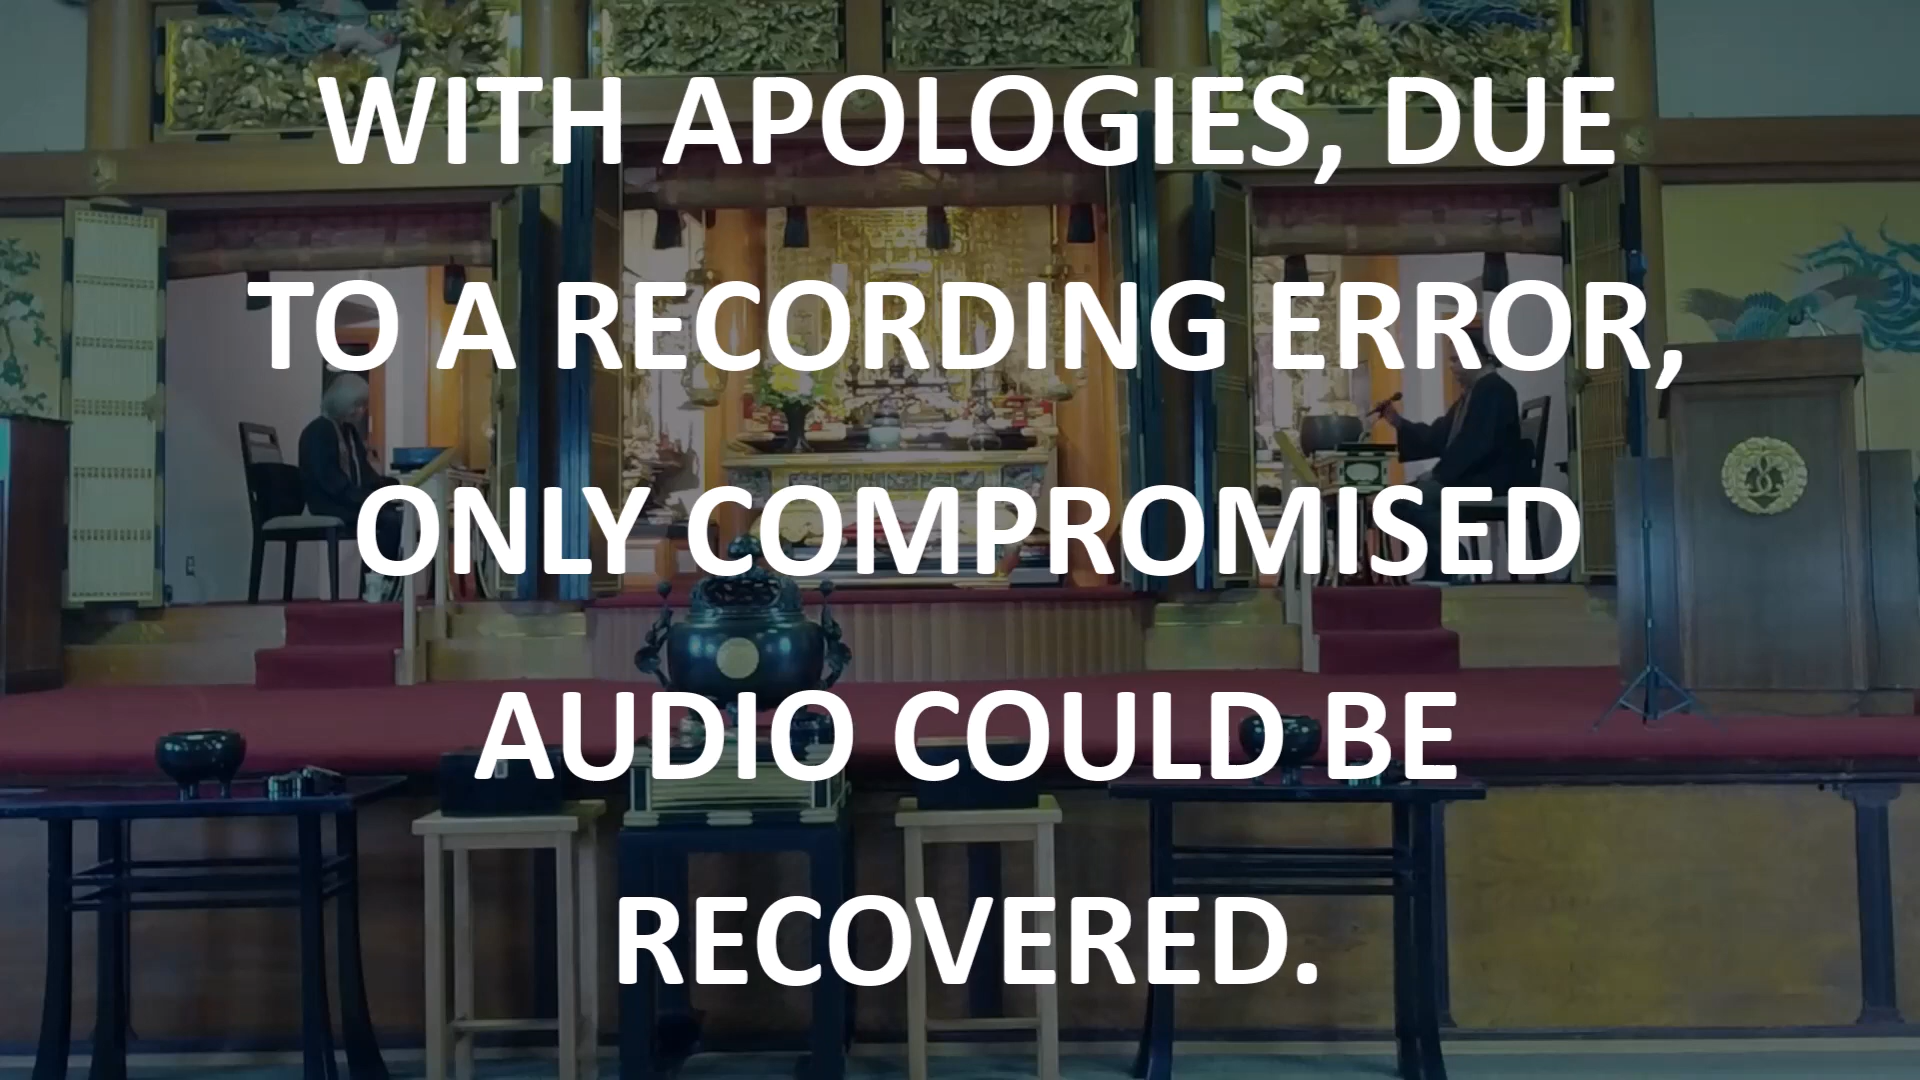 WITH APOLOGIES, DUE
TO A RECORDING ERROR,
ONLY COMPROMISED
AUDIO COULD BE
RECOVERED.